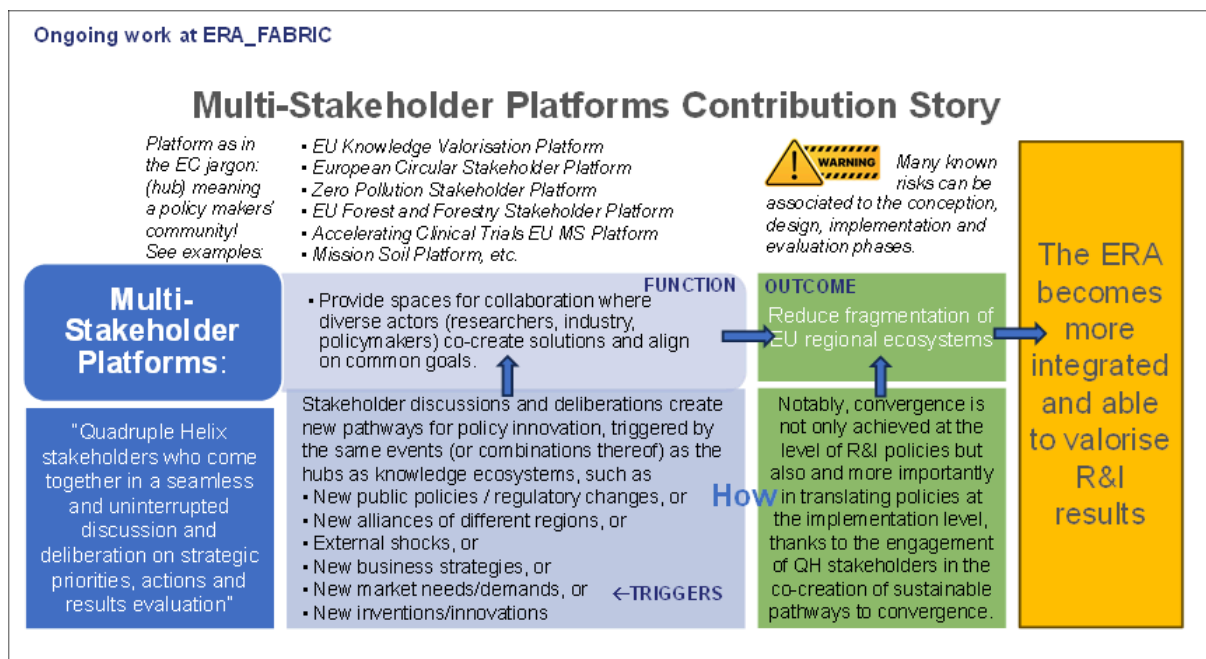 Ongoing work at ERA_FABRIC
Multi-Stakeholder Platforms Contribution Story
Platform as in
the EC jargon:
(hub) meaning
a policy makers'
community!
See examples:
▪ EU Knowledge Valorisation Platform
▪ European Circular Stakeholder Platform
▪ Zero Pollution Stakeholder Platform
▪ EU Forest and Forestry Stakeholder Platform
▪ Accelerating Clinical Trials EU MS Platform
▪ Mission Soil Platform, etc.
WARNING
Many known
risks can be
associated to the conception,
design, implementation and
evaluation phases.
Multi-
Stakeholder
Platforms:
FUNCTION
▪ Provide spaces for collaboration where
diverse actors (researchers, industry,
policymakers) co-create solutions and align
on common goals.
OUTCOME
Reduce fragmentation of
EU regional ecosystems
The ERA
becomes
more
integrated
and able
to valorise
R&I
results
"Quadruple Helix
stakeholders who come
together in a seamless
and uninterrupted
discussion and
deliberation on strategic
priorities, actions and
results evaluation"
Stakeholder discussions and deliberations create
new pathways for policy innovation, triggered by
the same events (or combinations thereof) as the
hubs as knowledge ecosystems, such as
▪ New public policies / regulatory changes, or
▪ New alliances of different regions, or
▪ External shocks, or
▪ New business strategies, or
▪ New market needs/demands, or
▪ New inventions/innovations
←TRIGGERS
How
Notably, convergence is
not only achieved at the
level of R&I policies but
also and more importantly
in translating policies at
the implementation level,
thanks to the engagement
of QH stakeholders in the
co-creation of sustainable
pathways to convergence.